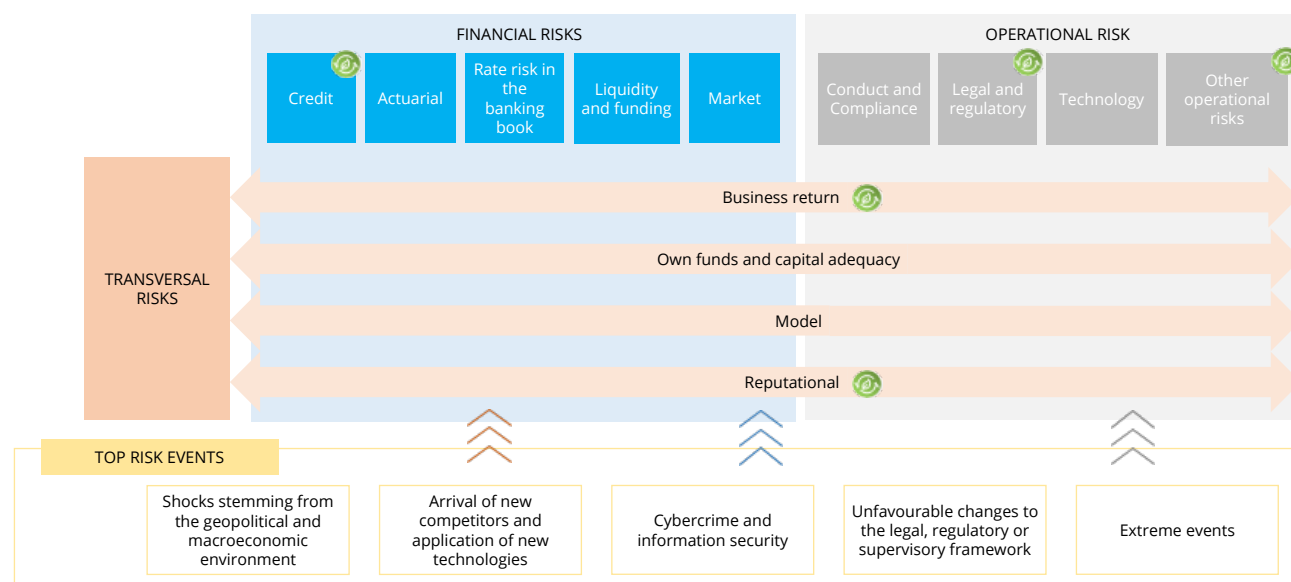 FINANCIAL RISKS
OPERATIONAL RISK
Credit
Actuarial
Rate risk in
the
banking
book
Liquidity
and funding
Market
Conduct and
Compliance
Legal and
regulatory
Technology
Other
operational
risks
TRANSVERSAL
RISKS
Business return
Own funds and capital adequacy
Model
Reputational
TOP RISK EVENTS
Shocks stemming from
the geopolitical and
macroeconomic
environment
Arrival of new
competitors and
application of new
technologies
Cybercrime and
information security
Unfavourable changes to
the legal, regulatory or
supervisory framework
Extreme events